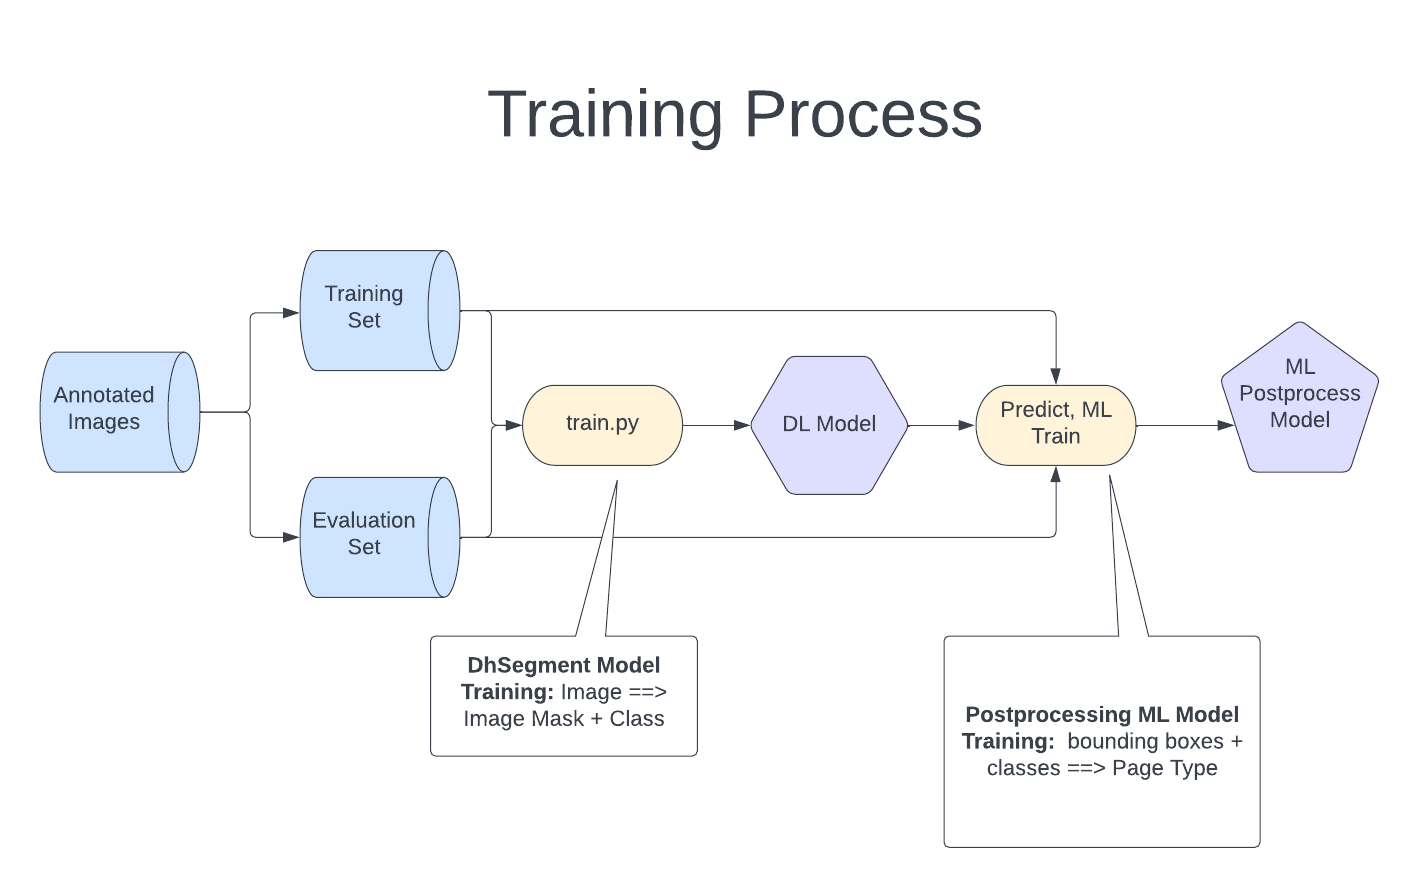 Training Process
Training
Set
Annotated
Images
Evaluation
Set
train.py
DL Model
Predict, ML
Train
ML
Postprocess
Model
DhSegment Model
Training: Image ==>
Image Mask + Class
Postprocessing ML Model
Training:  bounding boxes +
classes ==> Page Type